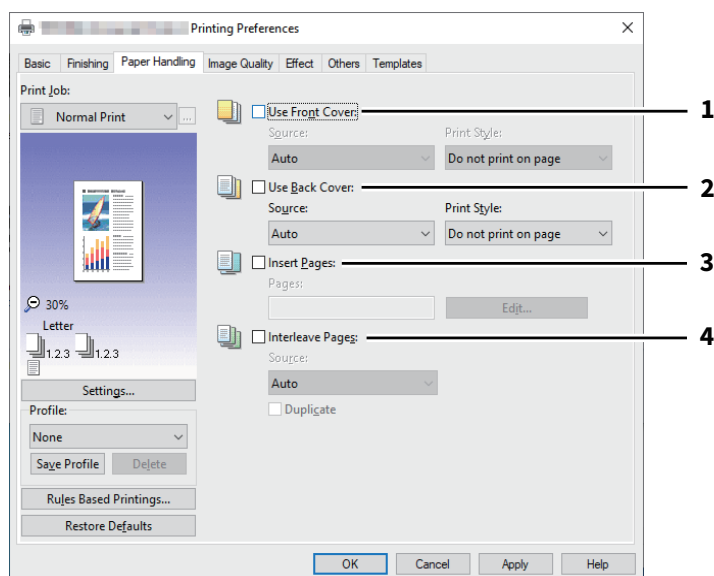 Printing Preferences
Basic Finishing Paper Handling Image Quality Effect Others Templates
Print Job:
Normal Print ...
30%
Letter
1.2.3 1.2.3
Settings...
Profile:
None
Save Profile Delete
Rules Based Printings...
Restore Defaults
Use Front Cover: 1
Source: Print Style:
Auto Do not print on page
Use Back Cover: 2
Source: Print Style:
Auto Do not print on page
Insert Pages: 3
Pages:
Edit...
Interleave Pages: 4
Source:
Auto
Duplicate
OK Cancel Apply Help